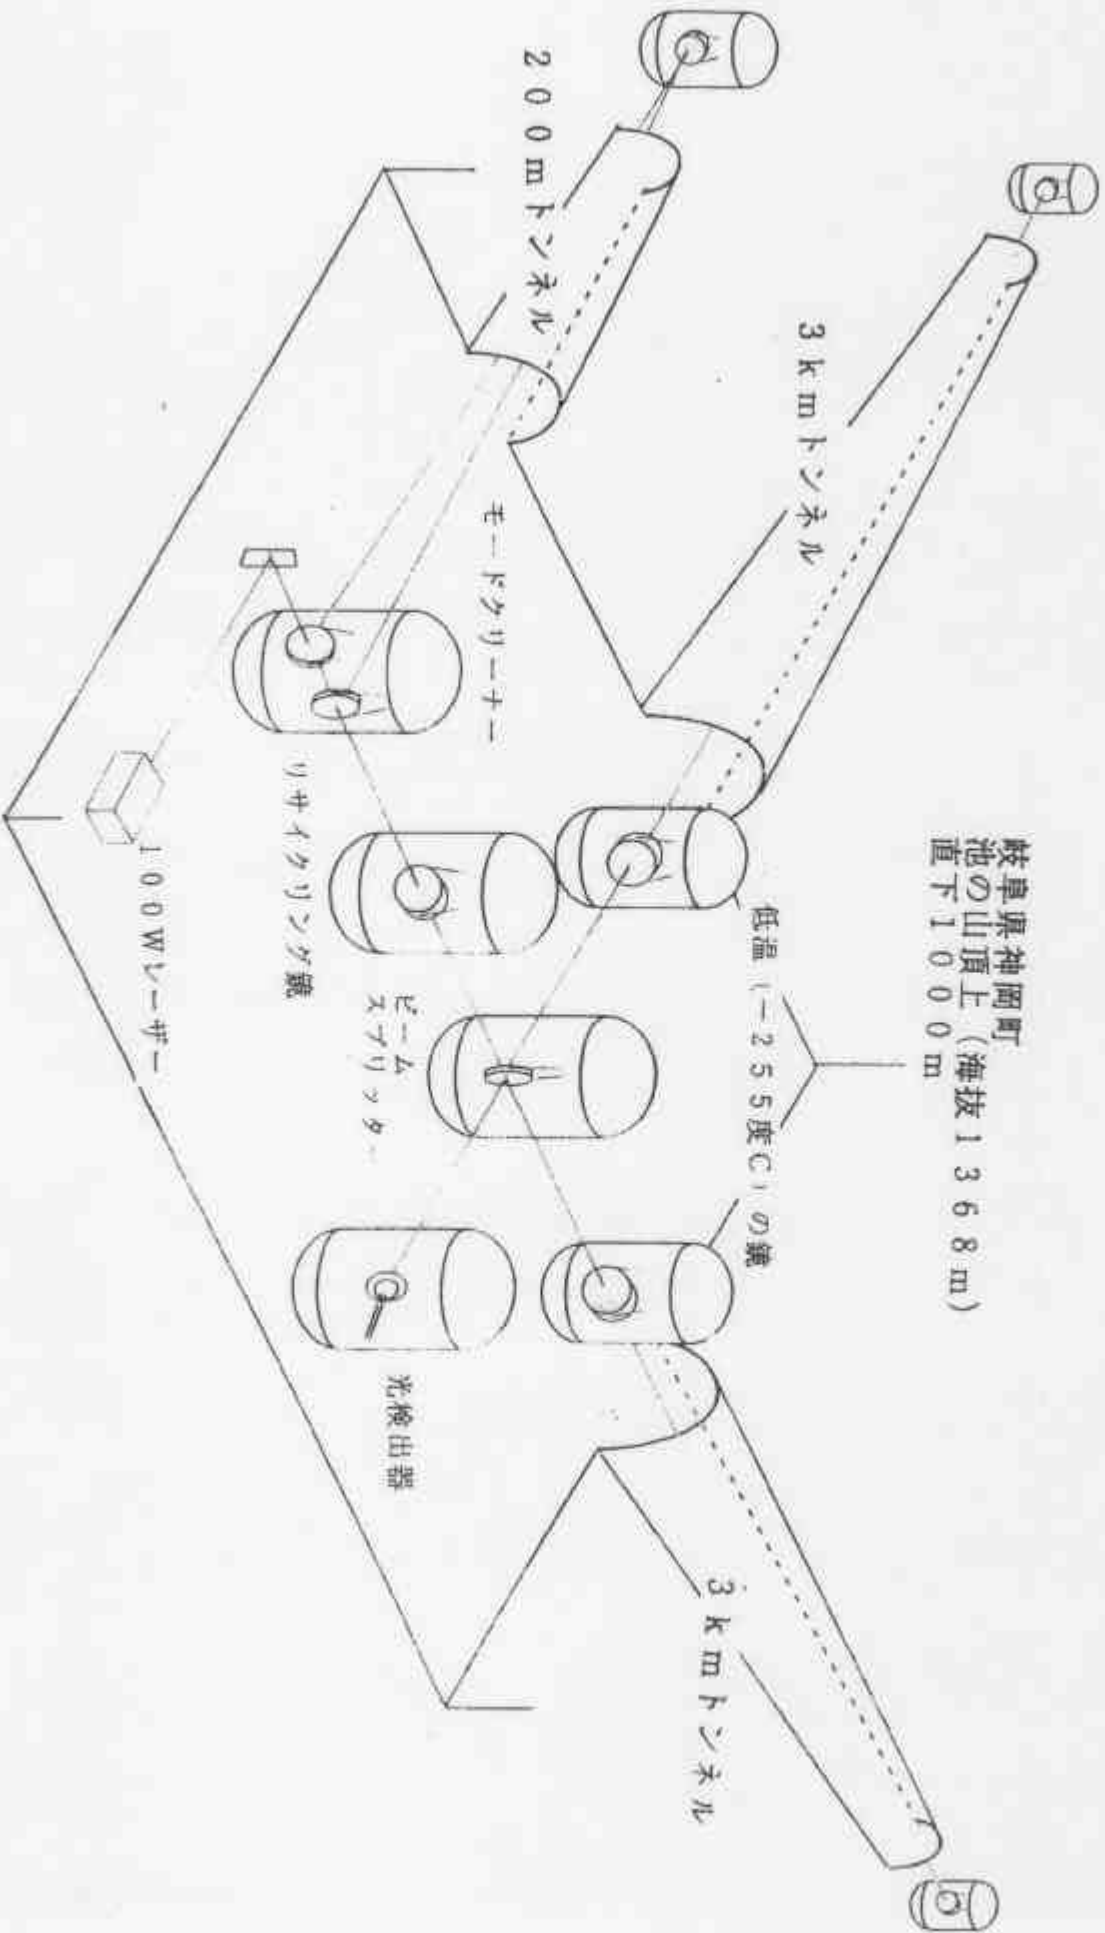 岐阜県神岡町
池の山頂上（海抜1368m）
直下1000m
200mトンネル
3kmトンネル
低温（－255度C）の鏡
モードクリーナー
リサイクリング鏡
ビーム
スプリッター
100Wレーザー
光検出器
3kmトンネル